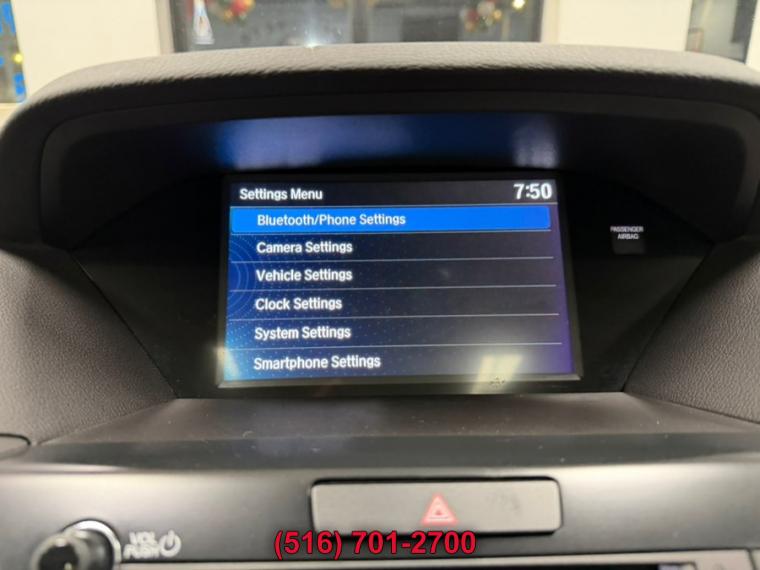 Settings Menu 7:50
Bluetooth/Phone Settings
Camera Settings
Vehicle Settings
Clock Settings
System Settings
Smartphone Settings
PASSENGER
AIRBAG
VOL
PUSH
(516) 701-2700